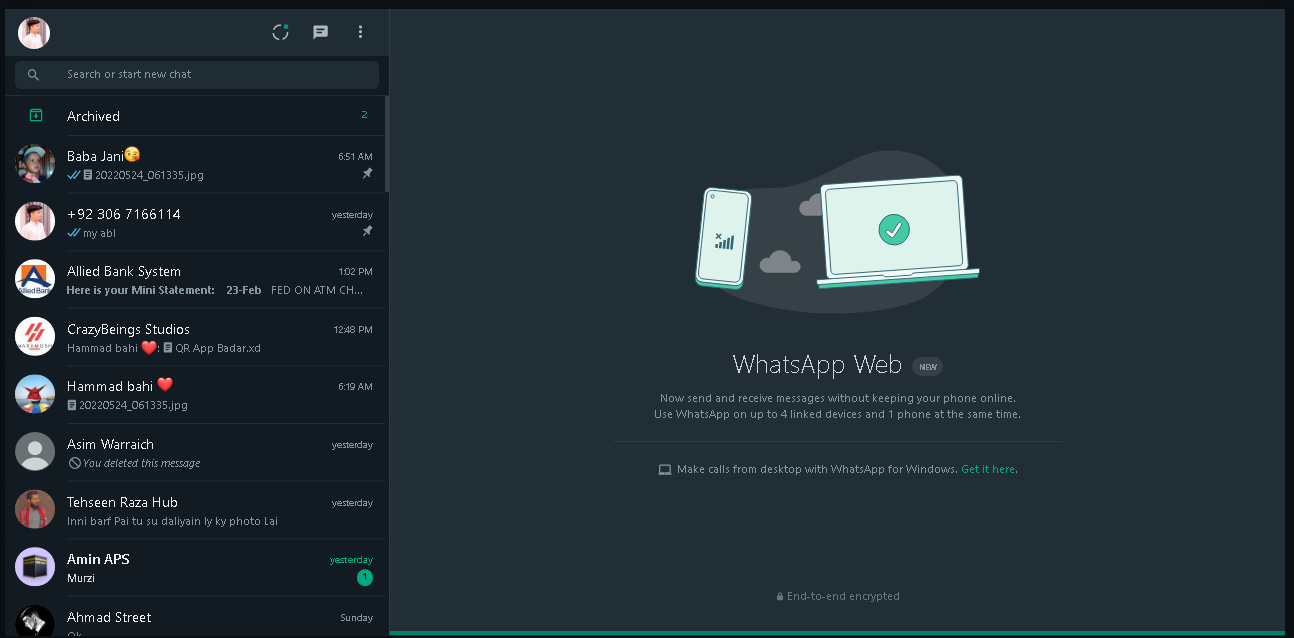 Search or start new chat
Archived 2
Baba Jani😘 6:51 AM
20220524_061335.jpg
+92 306 7166114 yesterday
my abl
Allied Bank System 1:02 PM
Here is your Mini Statement: 23-Feb FED ON ATM CH...
CrazyBeings Studios 12:48 PM
Hammad bahi ❤️: QR App Badar.xd
Hammad bahi ❤️ 6:19 AM
20220524_061335.jpg
Asim Warraich yesterday
You deleted this message
Tehseen Raza Hub yesterday
Inni barf Pai tu su daliyain ly ky photo Lai
Amin APS yesterday
Murzi 1
Ahmad Street Sunday
WhatsApp Web NEW
Now send and receive messages without keeping your phone online.
Use WhatsApp on up to 4 linked devices and 1 phone at the same time.
Make calls from desktop with WhatsApp for Windows. Get it here.
End-to-end encrypted